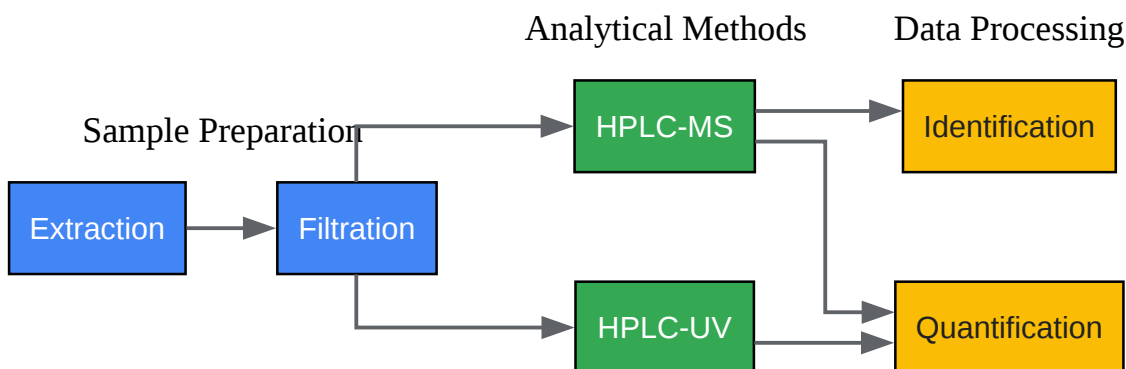 Analytical Methods
Data Processing
Sample Preparation
HPLC-MS
Identification
Extraction
Filtration
HPLC-UV
Quantification